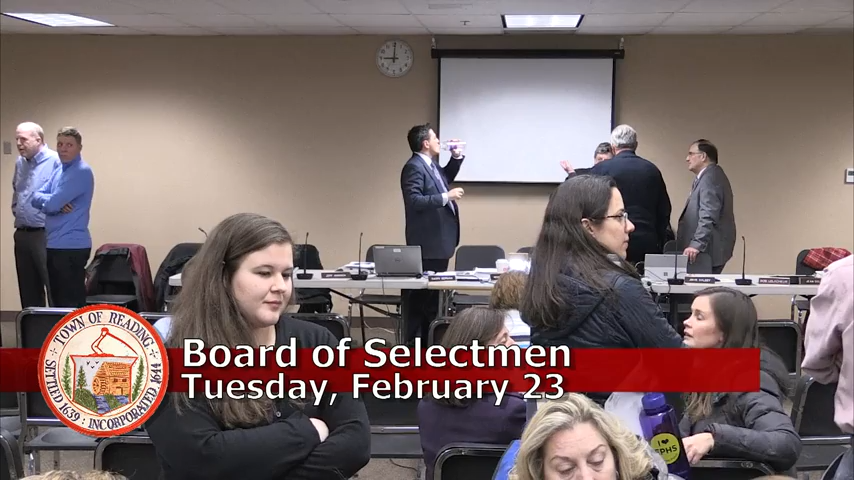 Board of Selectmen
Tuesday, February 23
TOWN OF READING
SETTLED 1639 : INCORPORATED 1644
I ♥